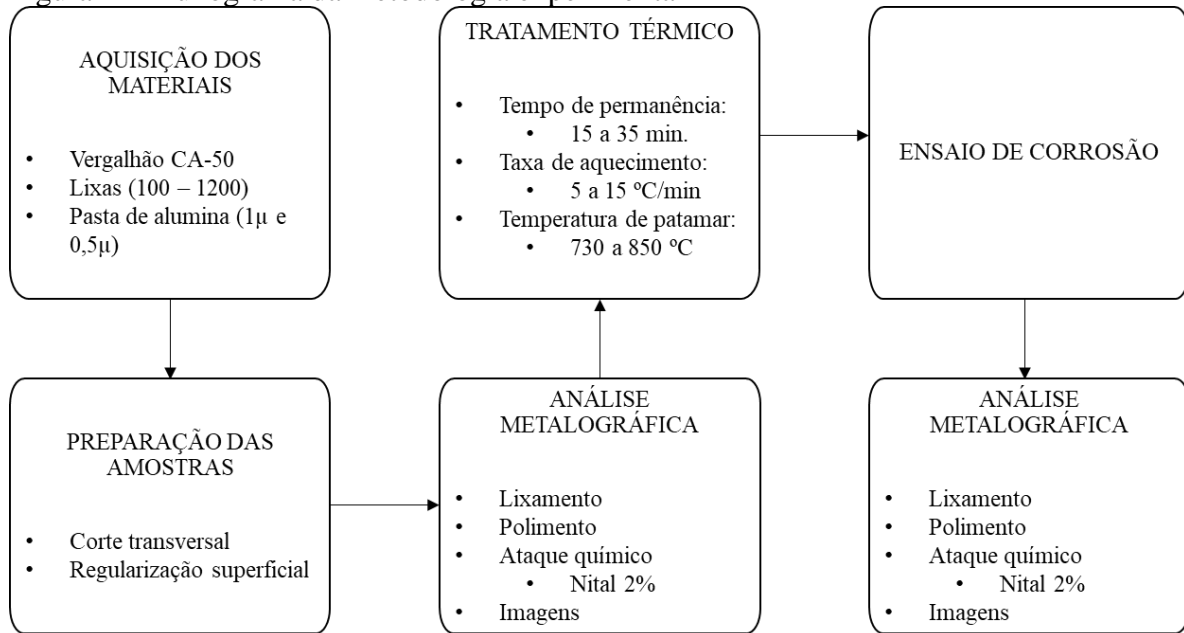 AQUISIÇÃO DOS
MATERIAIS
• Vergalhão CA-50
• Lixas (100 – 1200)
• Pasta de alumina (1µ e
0,5µ)
PREPARAÇÃO DAS
AMOSTRAS
• Corte transversal
• Regularização superficial
ANÁLISE
METALOGRÁFICA
• Lixamento
• Polimento
• Ataque químico
• Nital 2%
• Imagens
TRATAMENTO TÉRMICO
• Tempo de permanência:
• 15 a 35 min.
• Taxa de aquecimento:
• 5 a 15 ºC/min
• Temperatura de patamar:
• 730 a 850 ºC
ENSAIO DE CORROSÃO
ANÁLISE
METALOGRÁFICA
• Lixamento
• Polimento
• Ataque químico
• Nital 2%
• Imagens